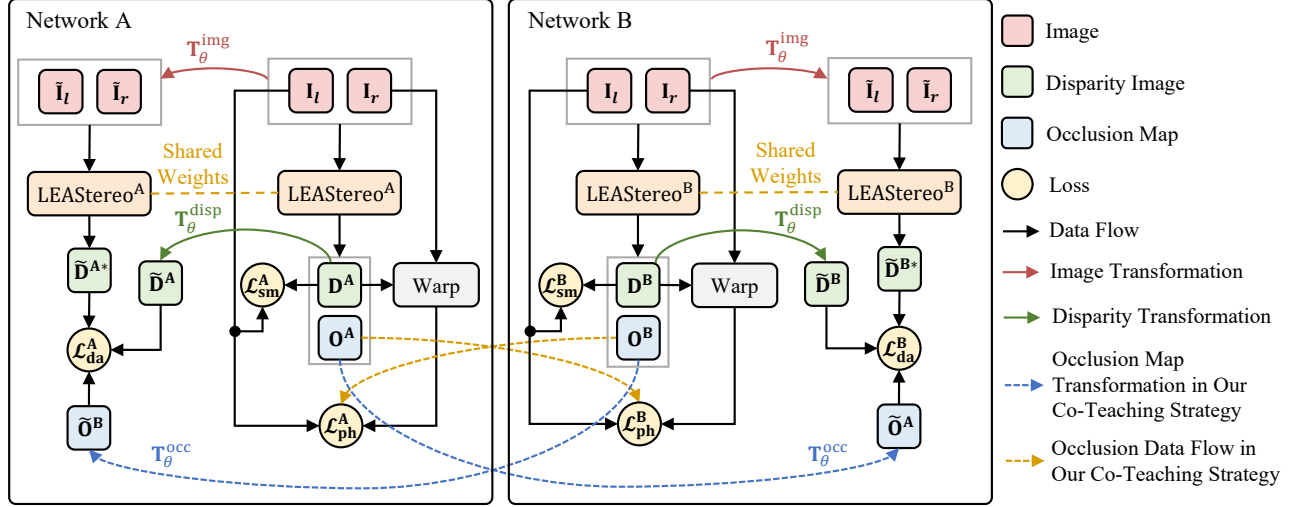 Network A
T_θ^img
Ĩ_l Ĩ_r
I_l I_r
Shared
Weights
LEAStereo^A
LEAStereo^A
T_θ^disp
D̃^A*
D̃^A
ℒ_sm^A
D^A
Warp
O^A
ℒ_da^A
ℒ_ph^A
Õ^B
T_θ^occ
Network B
T_θ^img
I_l I_r
Ĩ_l Ĩ_r
Shared
Weights
LEAStereo^B
LEAStereo^B
T_θ^disp
ℒ_sm^B
D^B
Warp
D̃^B
D̃^B*
O^B
ℒ_da^B
ℒ_ph^B
Õ^A
T_θ^occ
Image
Disparity Image
Occlusion Map
Loss
Data Flow
Image Transformation
Disparity Transformation
Occlusion Map
Transformation in Our
Co-Teaching Strategy
Occlusion Data Flow in
Our Co-Teaching Strategy